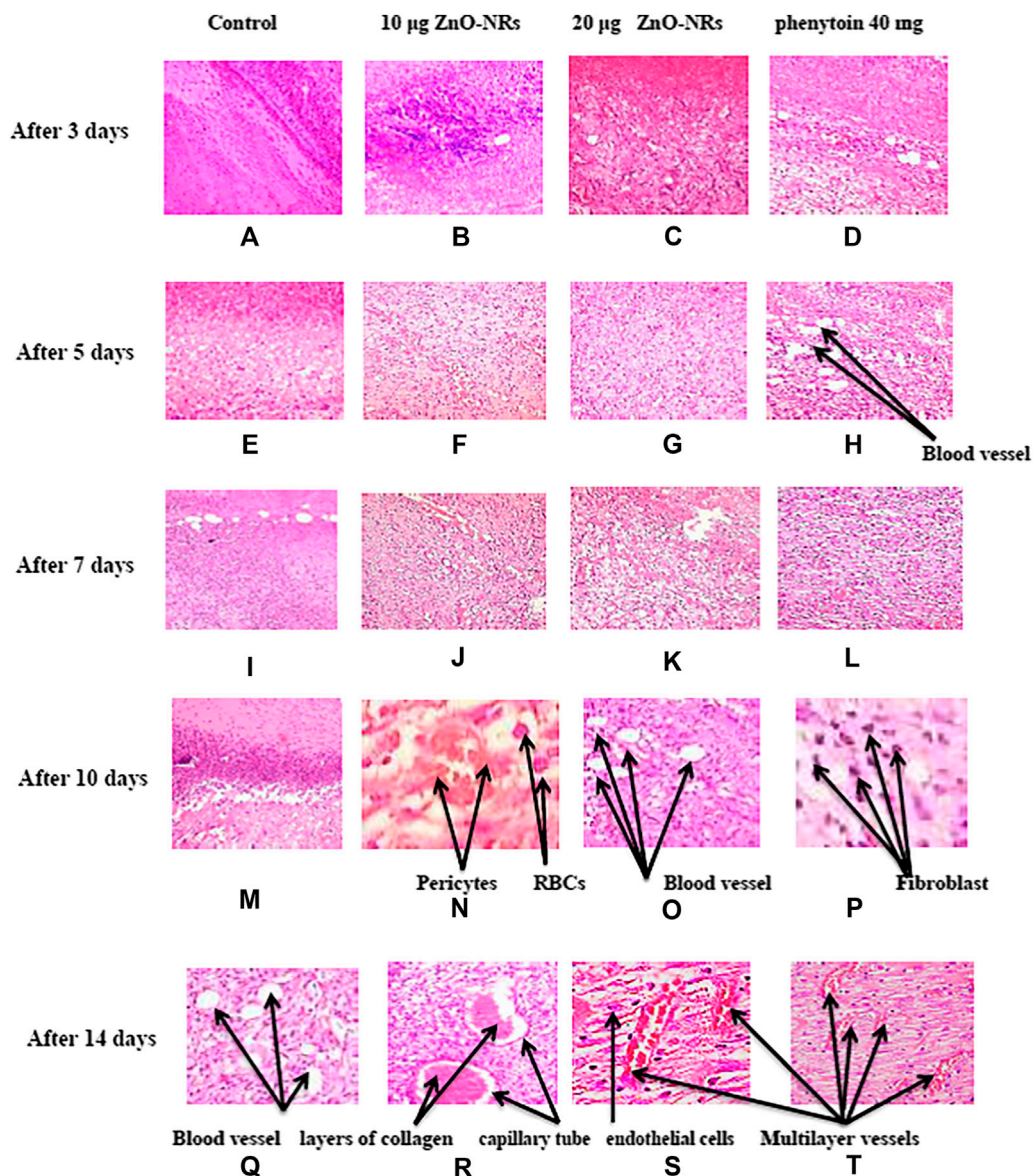 Control 10 µg ZnO-NRs 20 µg ZnO-NRs phenytoin 40 mg
After 3 days
A B C D
After 5 days
E F G H
Blood vessel
After 7 days
I J K L
After 10 days
Pericytes RBCs Blood vessel Fibroblast
M N O P
After 14 days
Blood vessel layers of collagen capillary tube endothelial cells Multilayer vessels
Q R S T